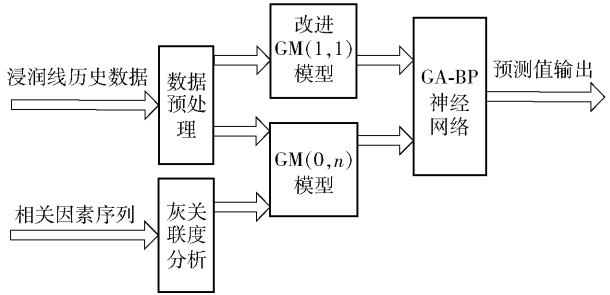 浸润线历史数据
数据
预处
理
改进
GM(1,1)
模型
GM(0,n)
模型
GA-BP
神经
网络
预测值输出
相关因素序列
灰关
联度
分析